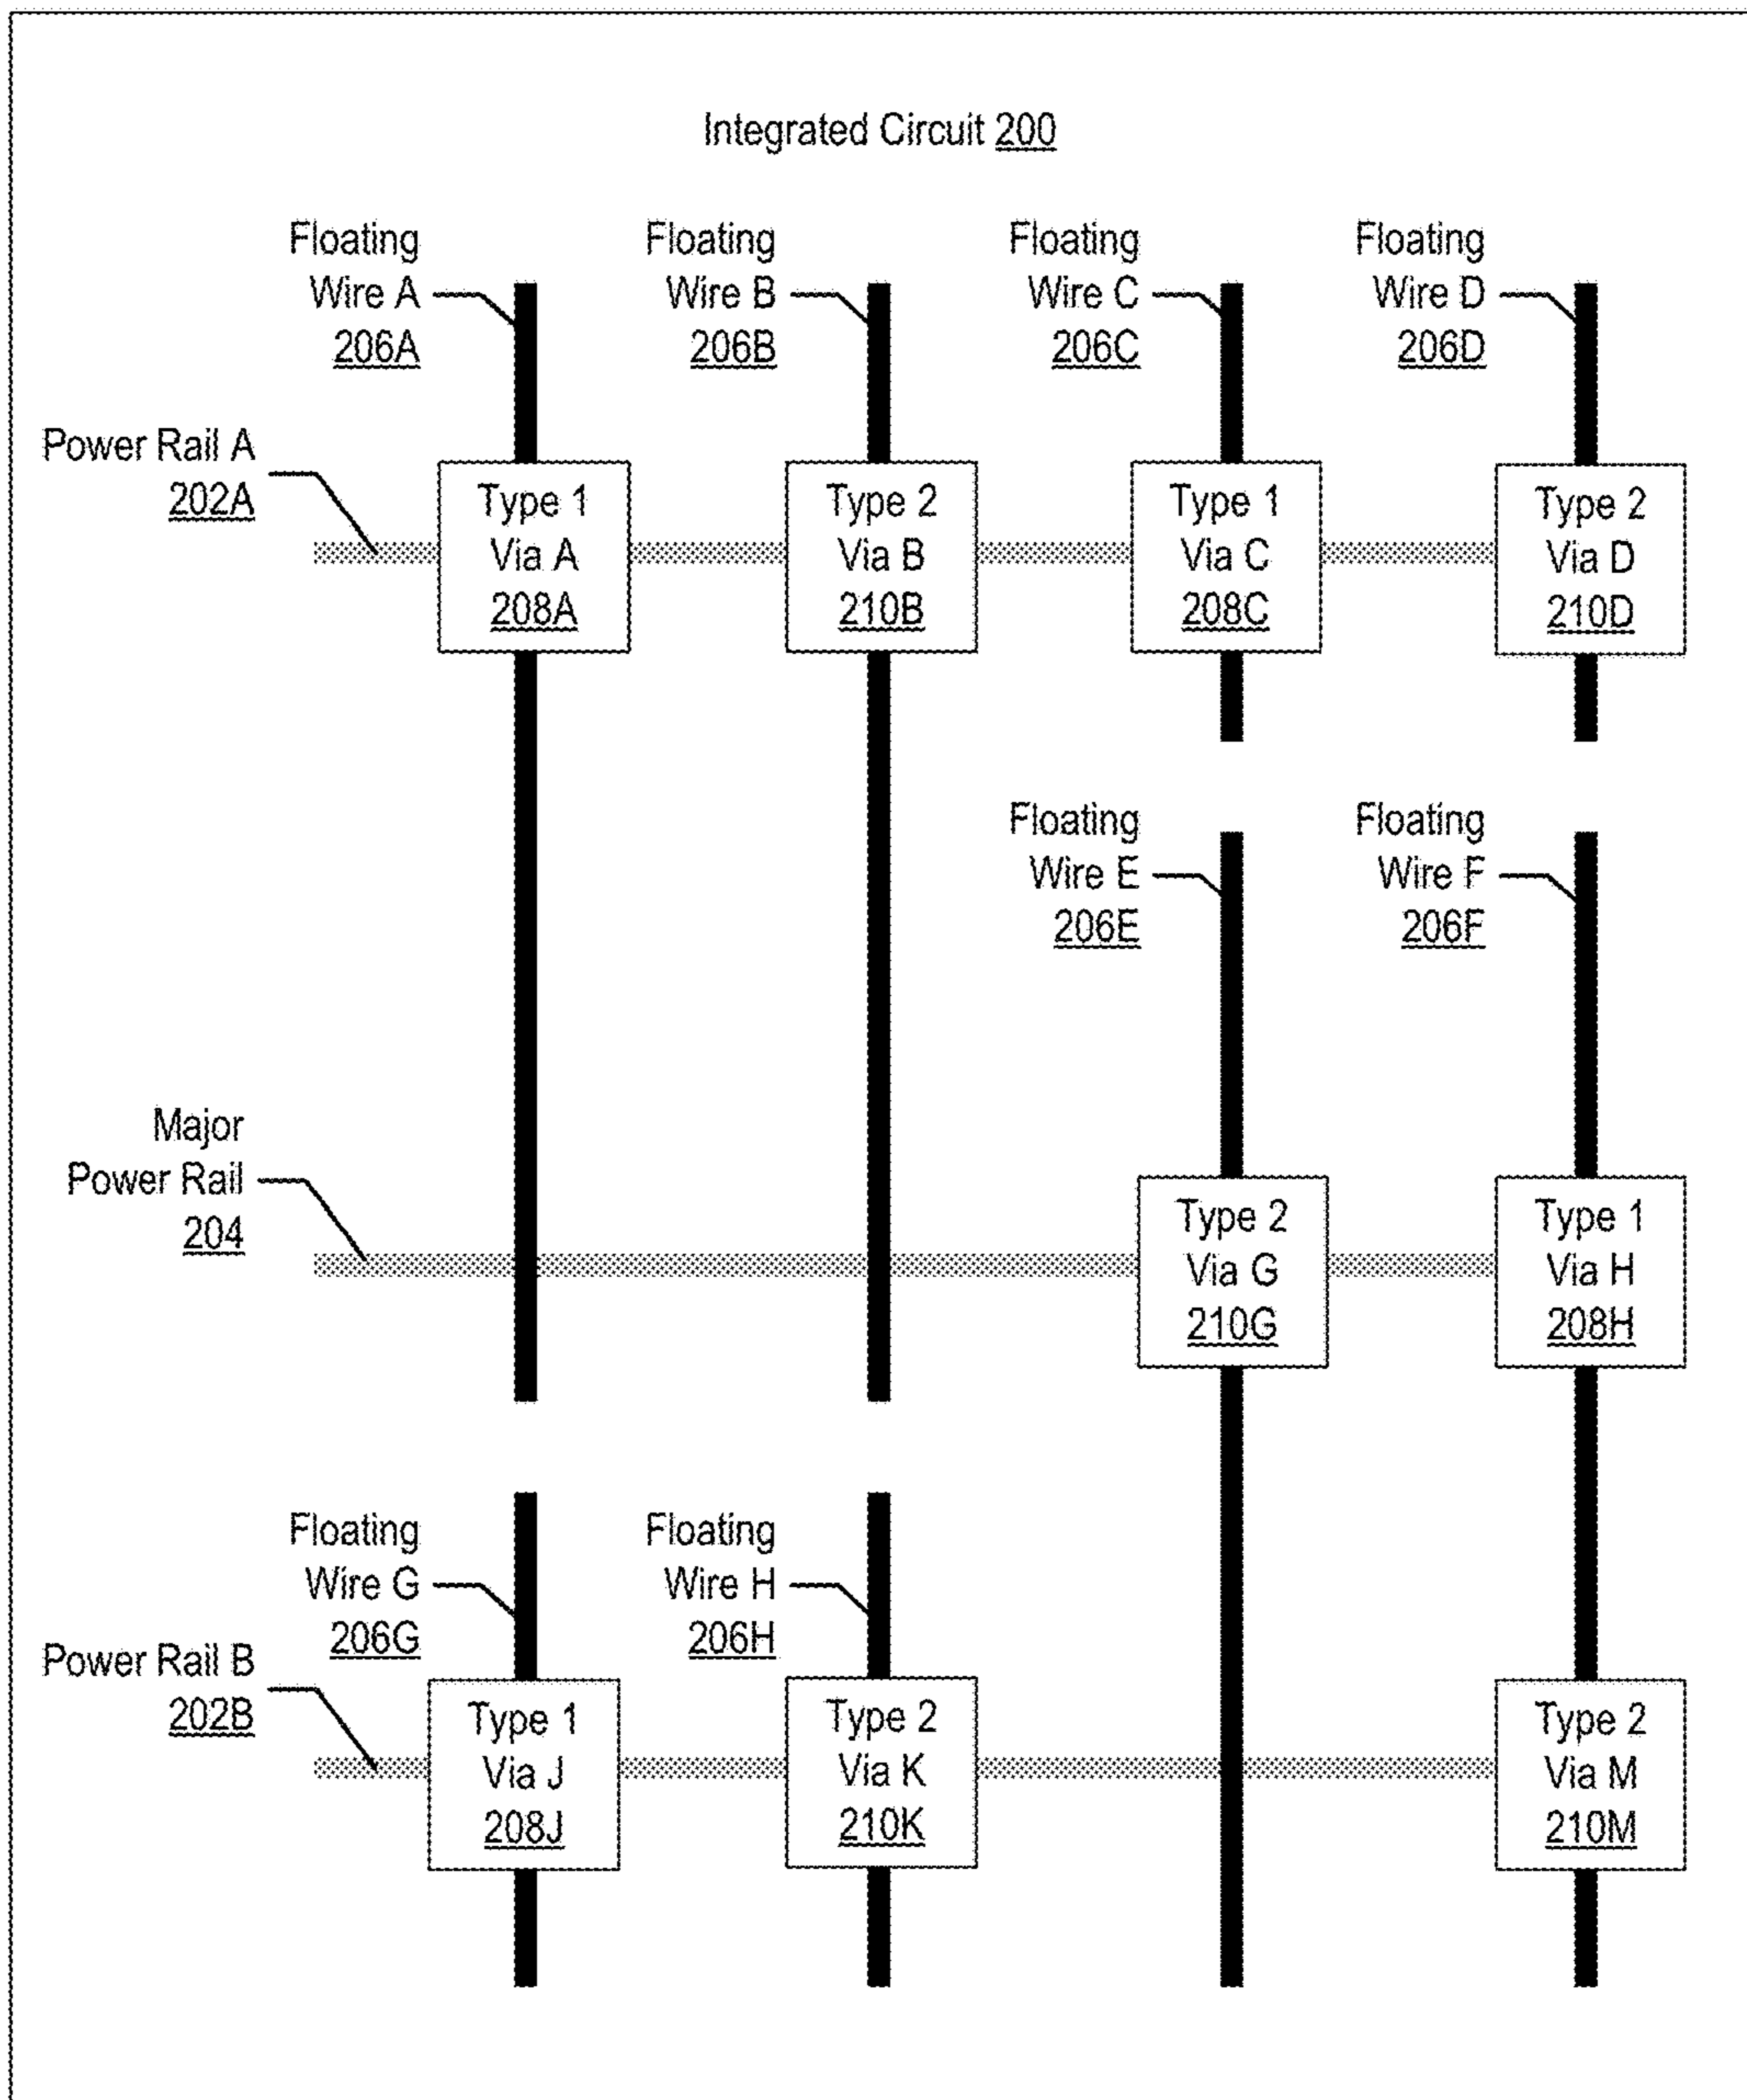 Integrated Circuit 200
Floating
Wire A
206A
Floating
Wire B
206B
Floating
Wire C
206C
Floating
Wire D
206D
Power Rail A
202A
Type 1
Via A
208A
Type 2
Via B
210B
Type 1
Via C
208C
Type 2
Via D
210D
Floating
Wire E
206E
Floating
Wire F
206F
Major
Power Rail
204
Type 2
Via G
210G
Type 1
Via H
208H
Floating
Wire G
206G
Floating
Wire H
206H
Power Rail B
202B
Type 1
Via J
208J
Type 2
Via K
210K
Type 2
Via M
210M